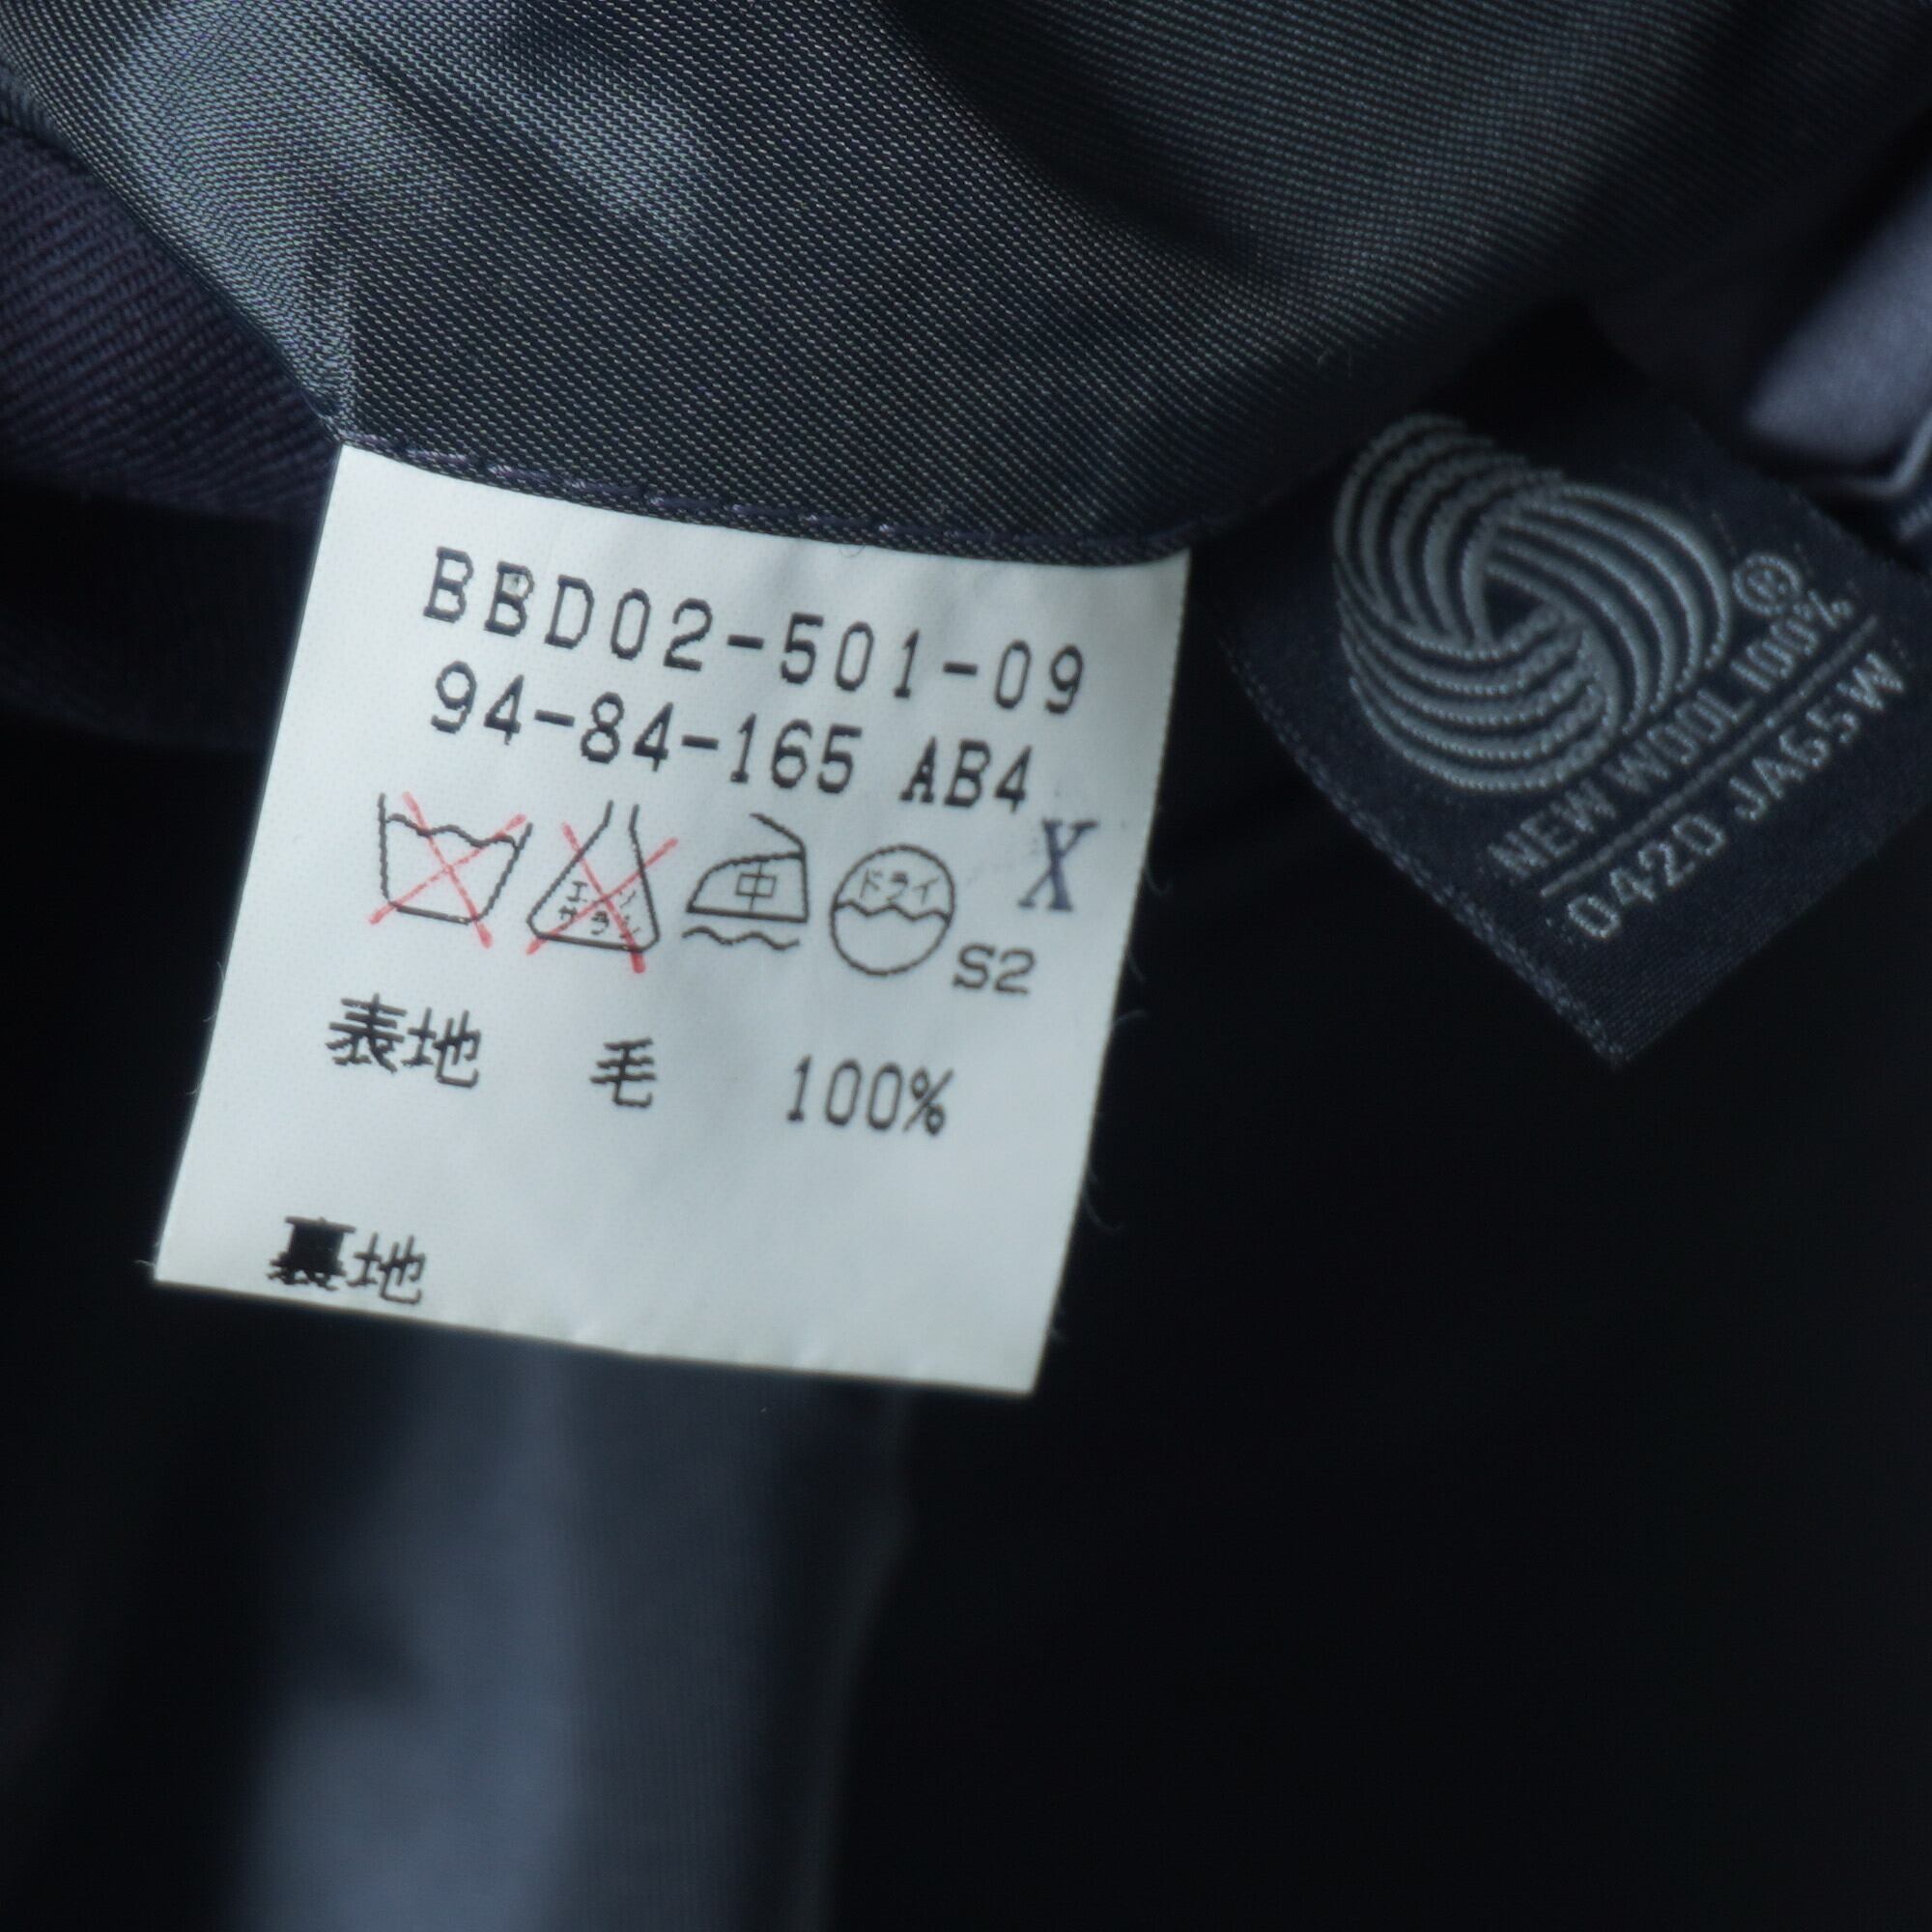 BBD02-501-09
94-84-165 AB4
X
エンソサラ
中
ドライ
S2
表地 毛 100%
裏地
NEW WOOL 100%
0420 JA65W